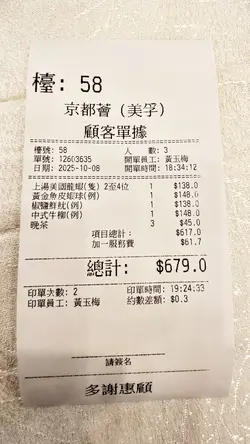 檯: 58
京都薈 (美孚)
顧客單據
檯號: 58 人 數: 3
單號: 12603635 開單員工: 黃玉梅
日期: 2025-10-08 開單時間: 18:34:12
上湯美國龍蝦(隻) 2至4位 1 $138.0
黃金魚皮蝦球(例) 1 $148.0
椒鹽鮮魷(例) 1 $138.0
中式牛柳(例) 1 $148.0
晚茶 3 $45.0
項目總計: $617.0
加一服務費 $61.7
總計: $679.0
印單次數: 2 印單時間: 19:24:33
印單員工: 黃玉梅 約數差額: $0.3
請簽名
多謝惠顧